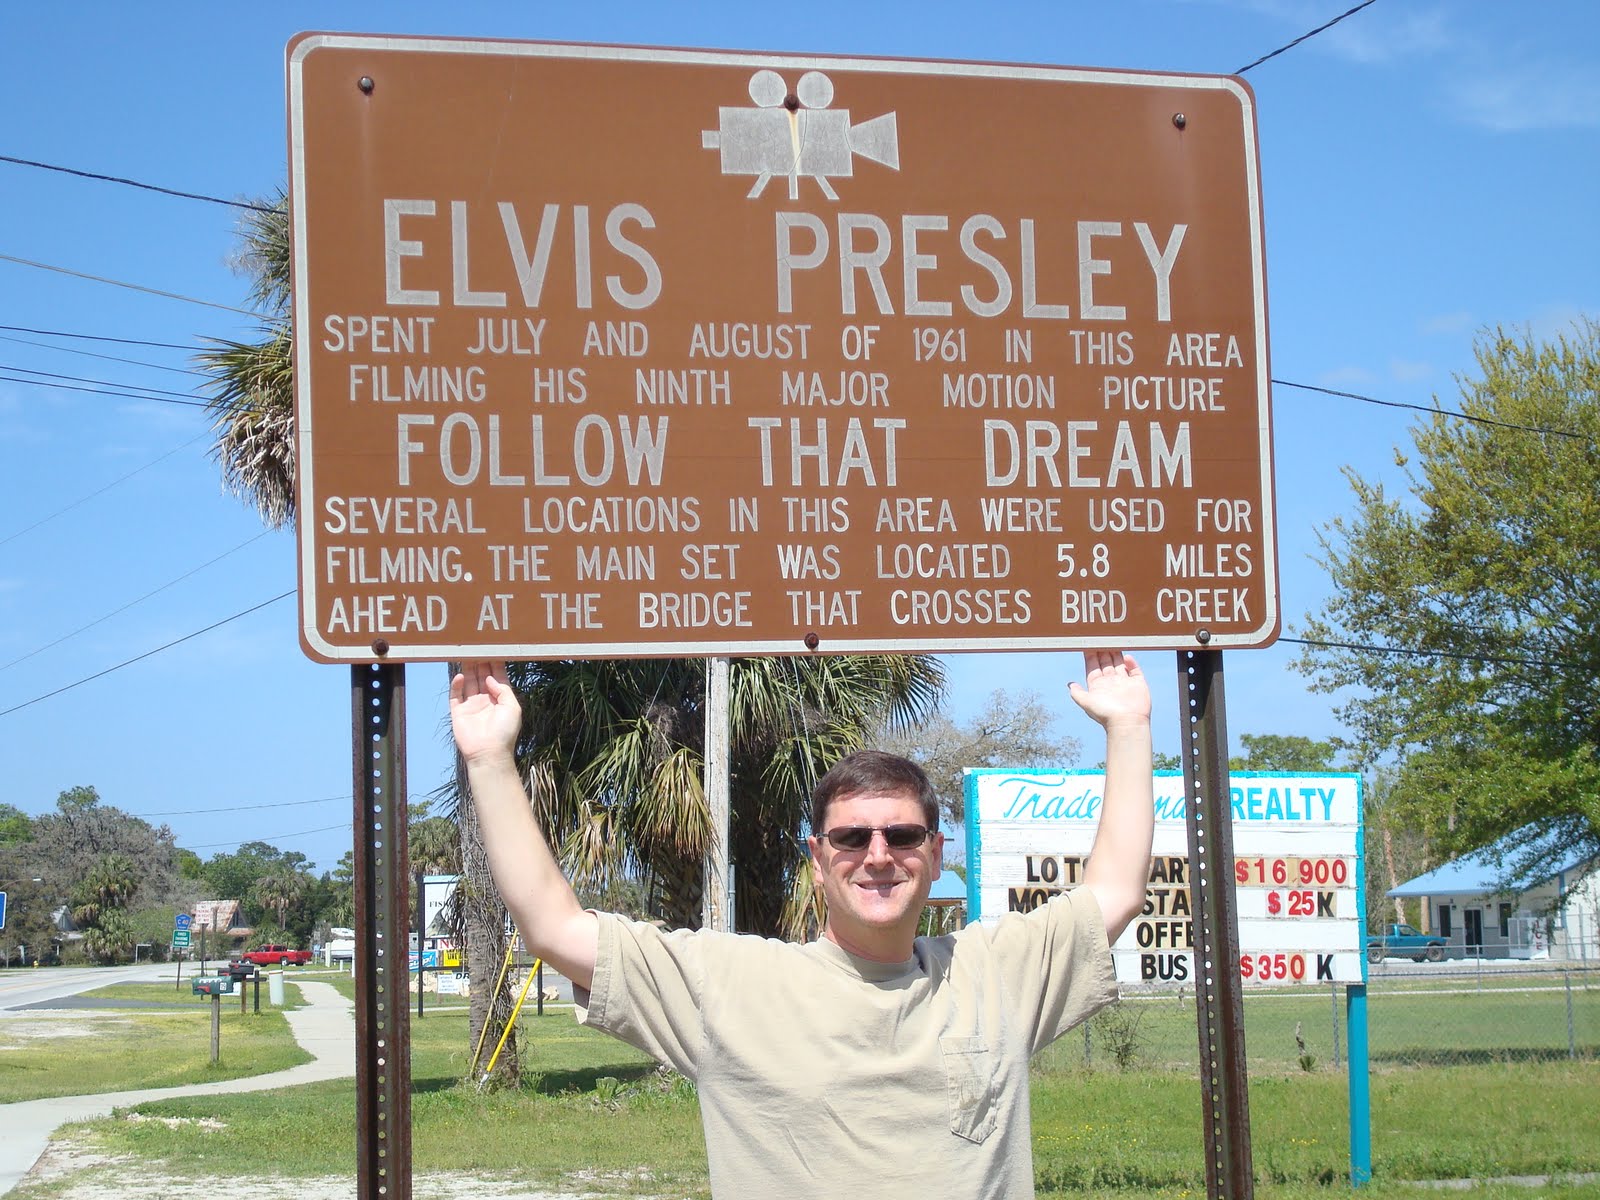 ELVIS PRESLEY
SPENT JULY AND AUGUST OF 1961 IN THIS AREA
FILMING HIS NINTH MAJOR MOTION PICTURE
FOLLOW THAT DREAM
SEVERAL LOCATIONS IN THIS AREA WERE USED FOR
FILMING. THE MAIN SET WAS LOCATED 5.8 MILES
AHEAD AT THE BRIDGE THAT CROSSES BIRD CREEK
REALTY
$16 900
$25K
BUS $350 K